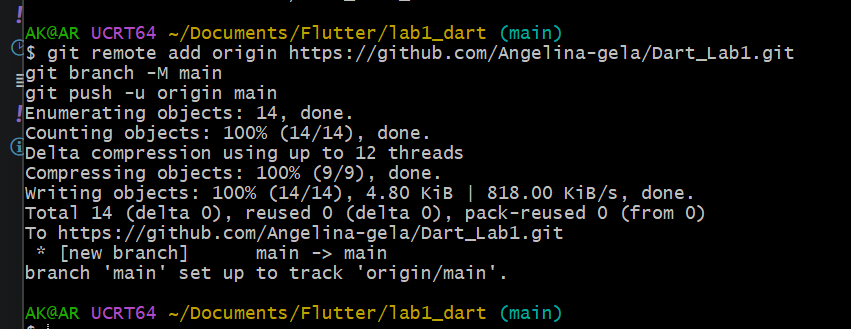 AK@AR UCRT64 ~/Documents/Flutter/lab1_dart (main)
$ git remote add origin https://github.com/Angelina-gela/Dart_Lab1.git
git branch -M main
git push -u origin main
Enumerating objects: 14, done.
Counting objects: 100% (14/14), done.
Delta compression using up to 12 threads
Compressing objects: 100% (9/9), done.
Writing objects: 100% (14/14), 4.80 KiB | 818.00 KiB/s, done.
Total 14 (delta 0), reused 0 (delta 0), pack-reused 0 (from 0)
To https://github.com/Angelina-gela/Dart_Lab1.git
 * [new branch]      main -> main
branch 'main' set up to track 'origin/main'.
AK@AR UCRT64 ~/Documents/Flutter/lab1_dart (main)
$